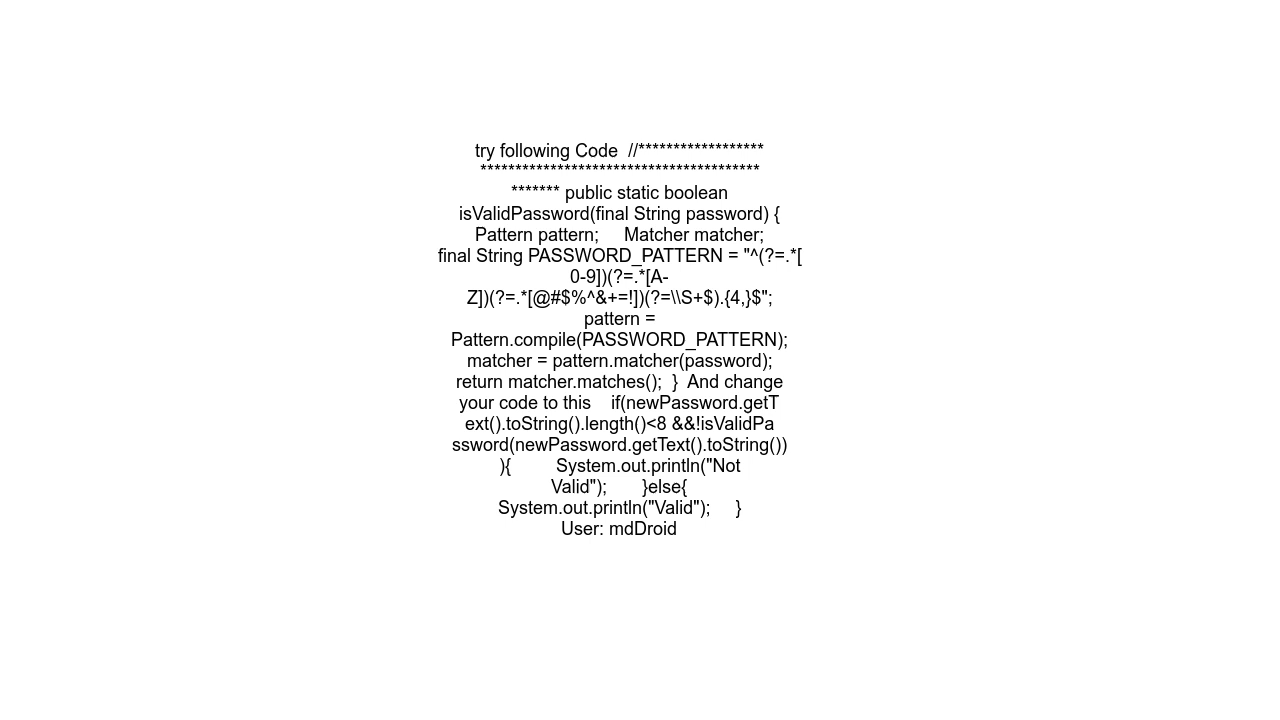 try following Code  //******************
****************************************
******* public static boolean
isValidPassword(final String password) {
Pattern pattern;     Matcher matcher;
final String PASSWORD_PATTERN = "^(?=.*[
0-9])(?=.*[A-
Z])(?=.*[@#$%^&+=!])(?=\\S+$).{4,}$";
pattern =
Pattern.compile(PASSWORD_PATTERN);
matcher = pattern.matcher(password);
return matcher.matches();  }  And change
your code to this    if(newPassword.getT
ext().toString().length()<8 &&!isValidPa
ssword(newPassword.getText().toString())
){         System.out.println("Not
Valid");       }else{
System.out.println("Valid");     }
User: mdDroid